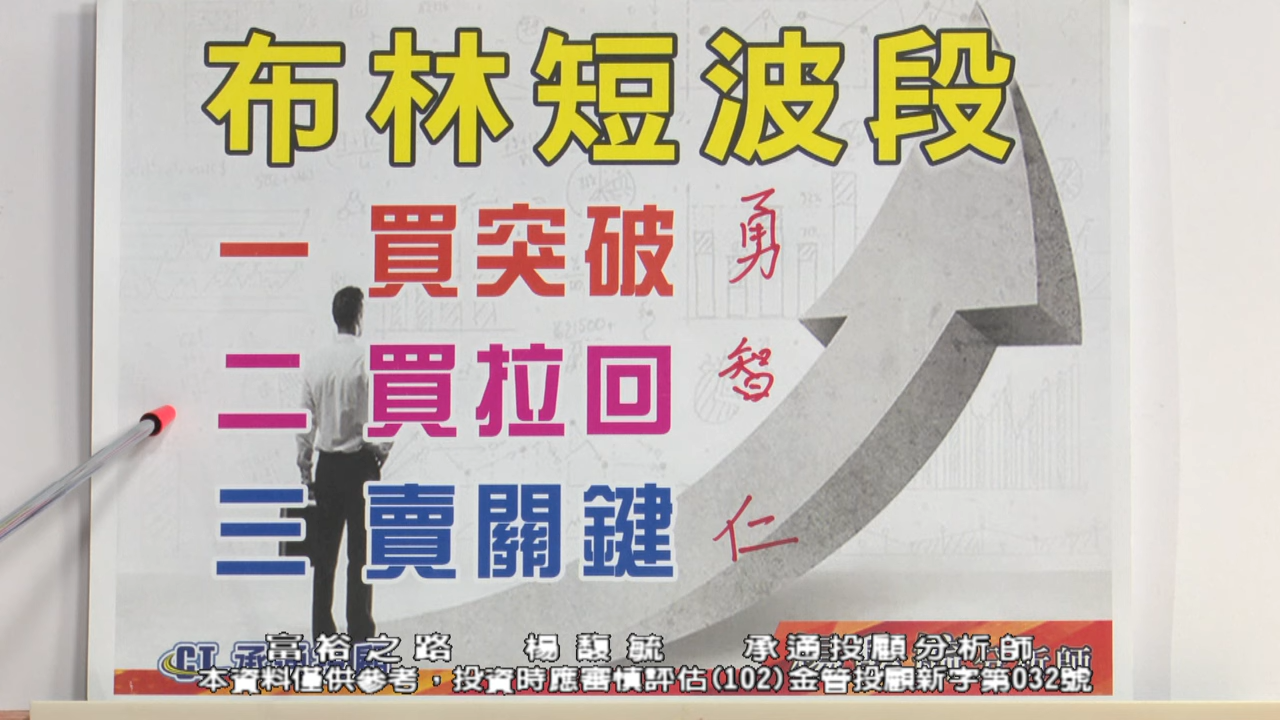 布林短波段
一 買突破 勇
二 買拉回 智
三 賣關鍵 仁
富裕之路 楊馥毓 承通投顧分析師
本資料僅供參考，投資時應審慎評估(102)金管投顧新字第032號